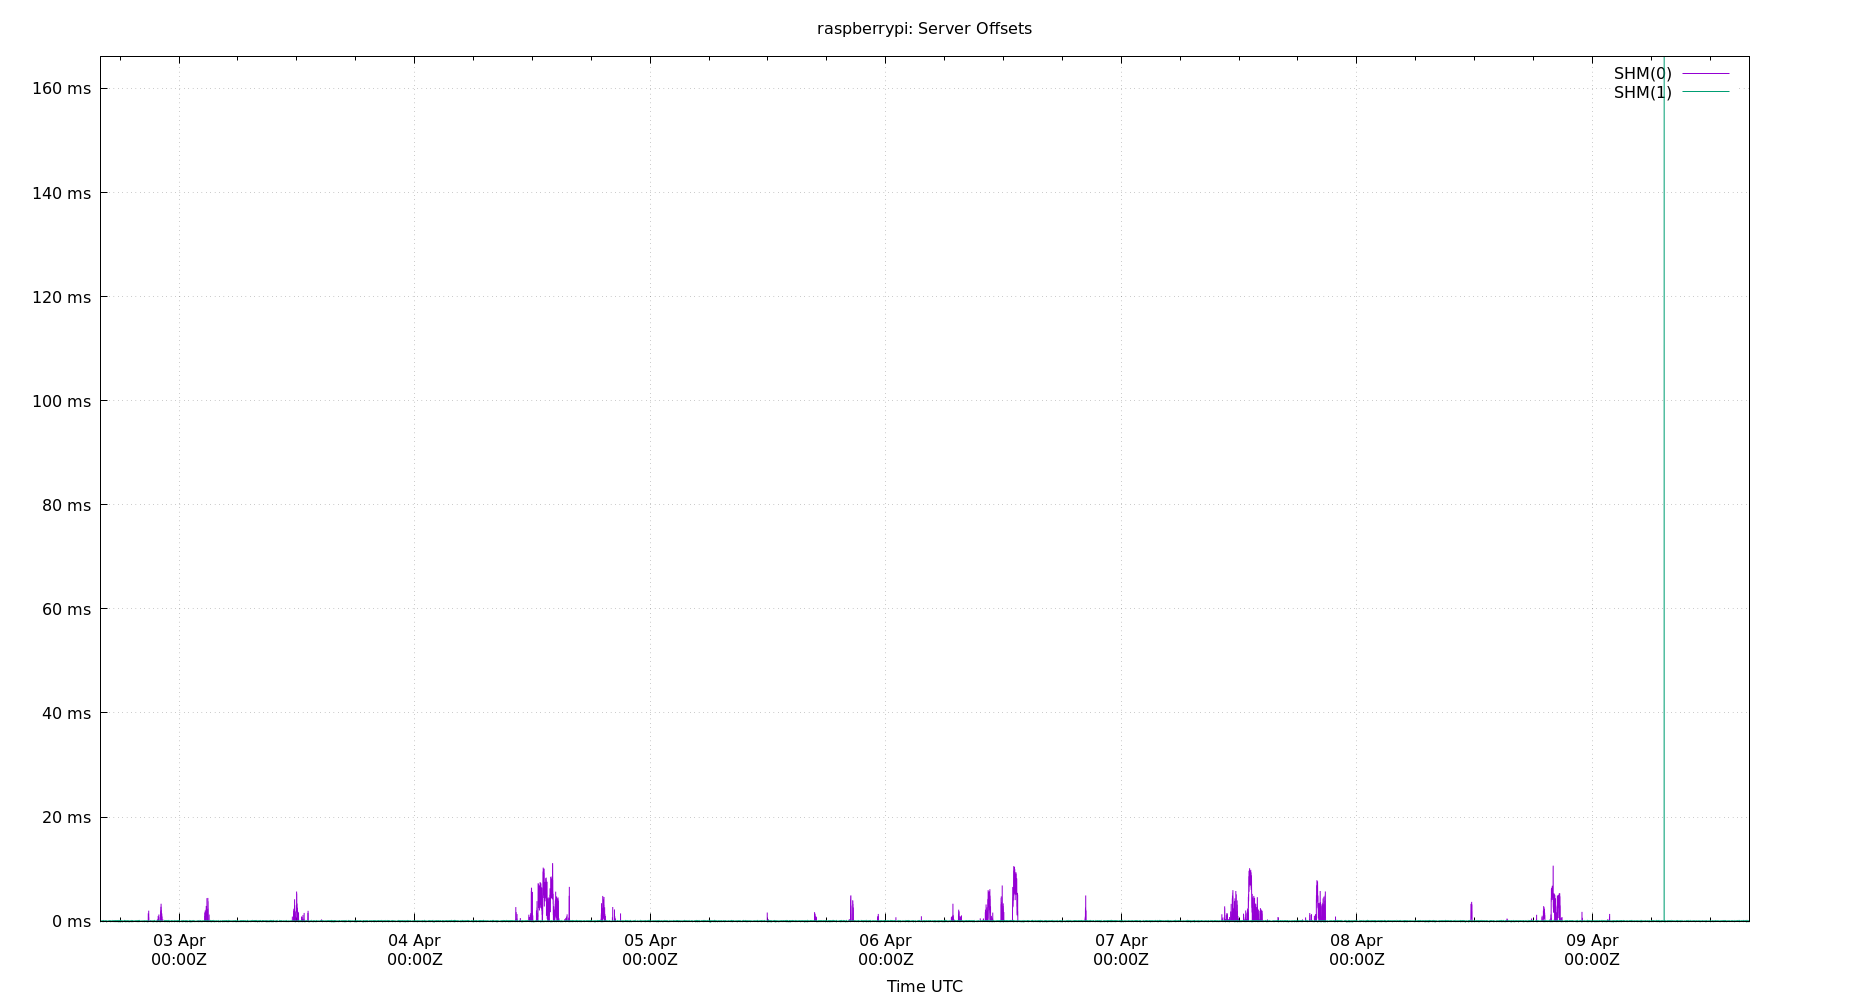 raspberrypi: Server Offsets
SHM(0)
SHM(1)
160 ms
140 ms
120 ms
100 ms
80 ms
60 ms
40 ms
20 ms
0 ms
03 Apr 04 Apr 05 Apr 06 Apr 07 Apr 08 Apr 09 Apr
00:00Z 00:00Z 00:00Z 00:00Z 00:00Z 00:00Z 00:00Z
Time UTC